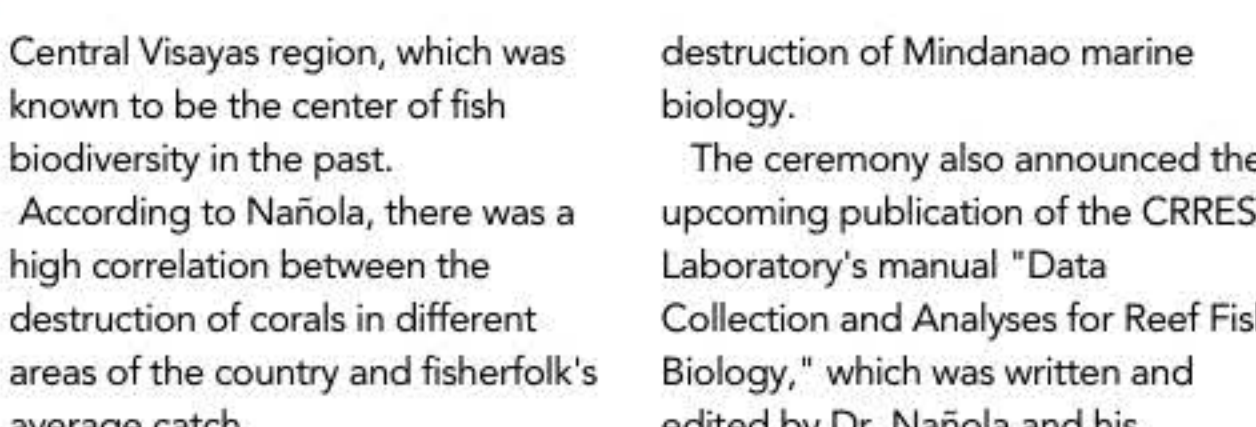 Central Visayas region, which was
known to be the center of fish
biodiversity in the past.
According to Nañola, there was a
high correlation between the
destruction of corals in different
areas of the country and fisherfolk's
average catch
destruction of Mindanao marine
biology.
The ceremony also announced the
upcoming publication of the CRRES
Laboratory's manual "Data
Collection and Analyses for Reef Fish
Biology," which was written and
edited by Dr. Nañola and his